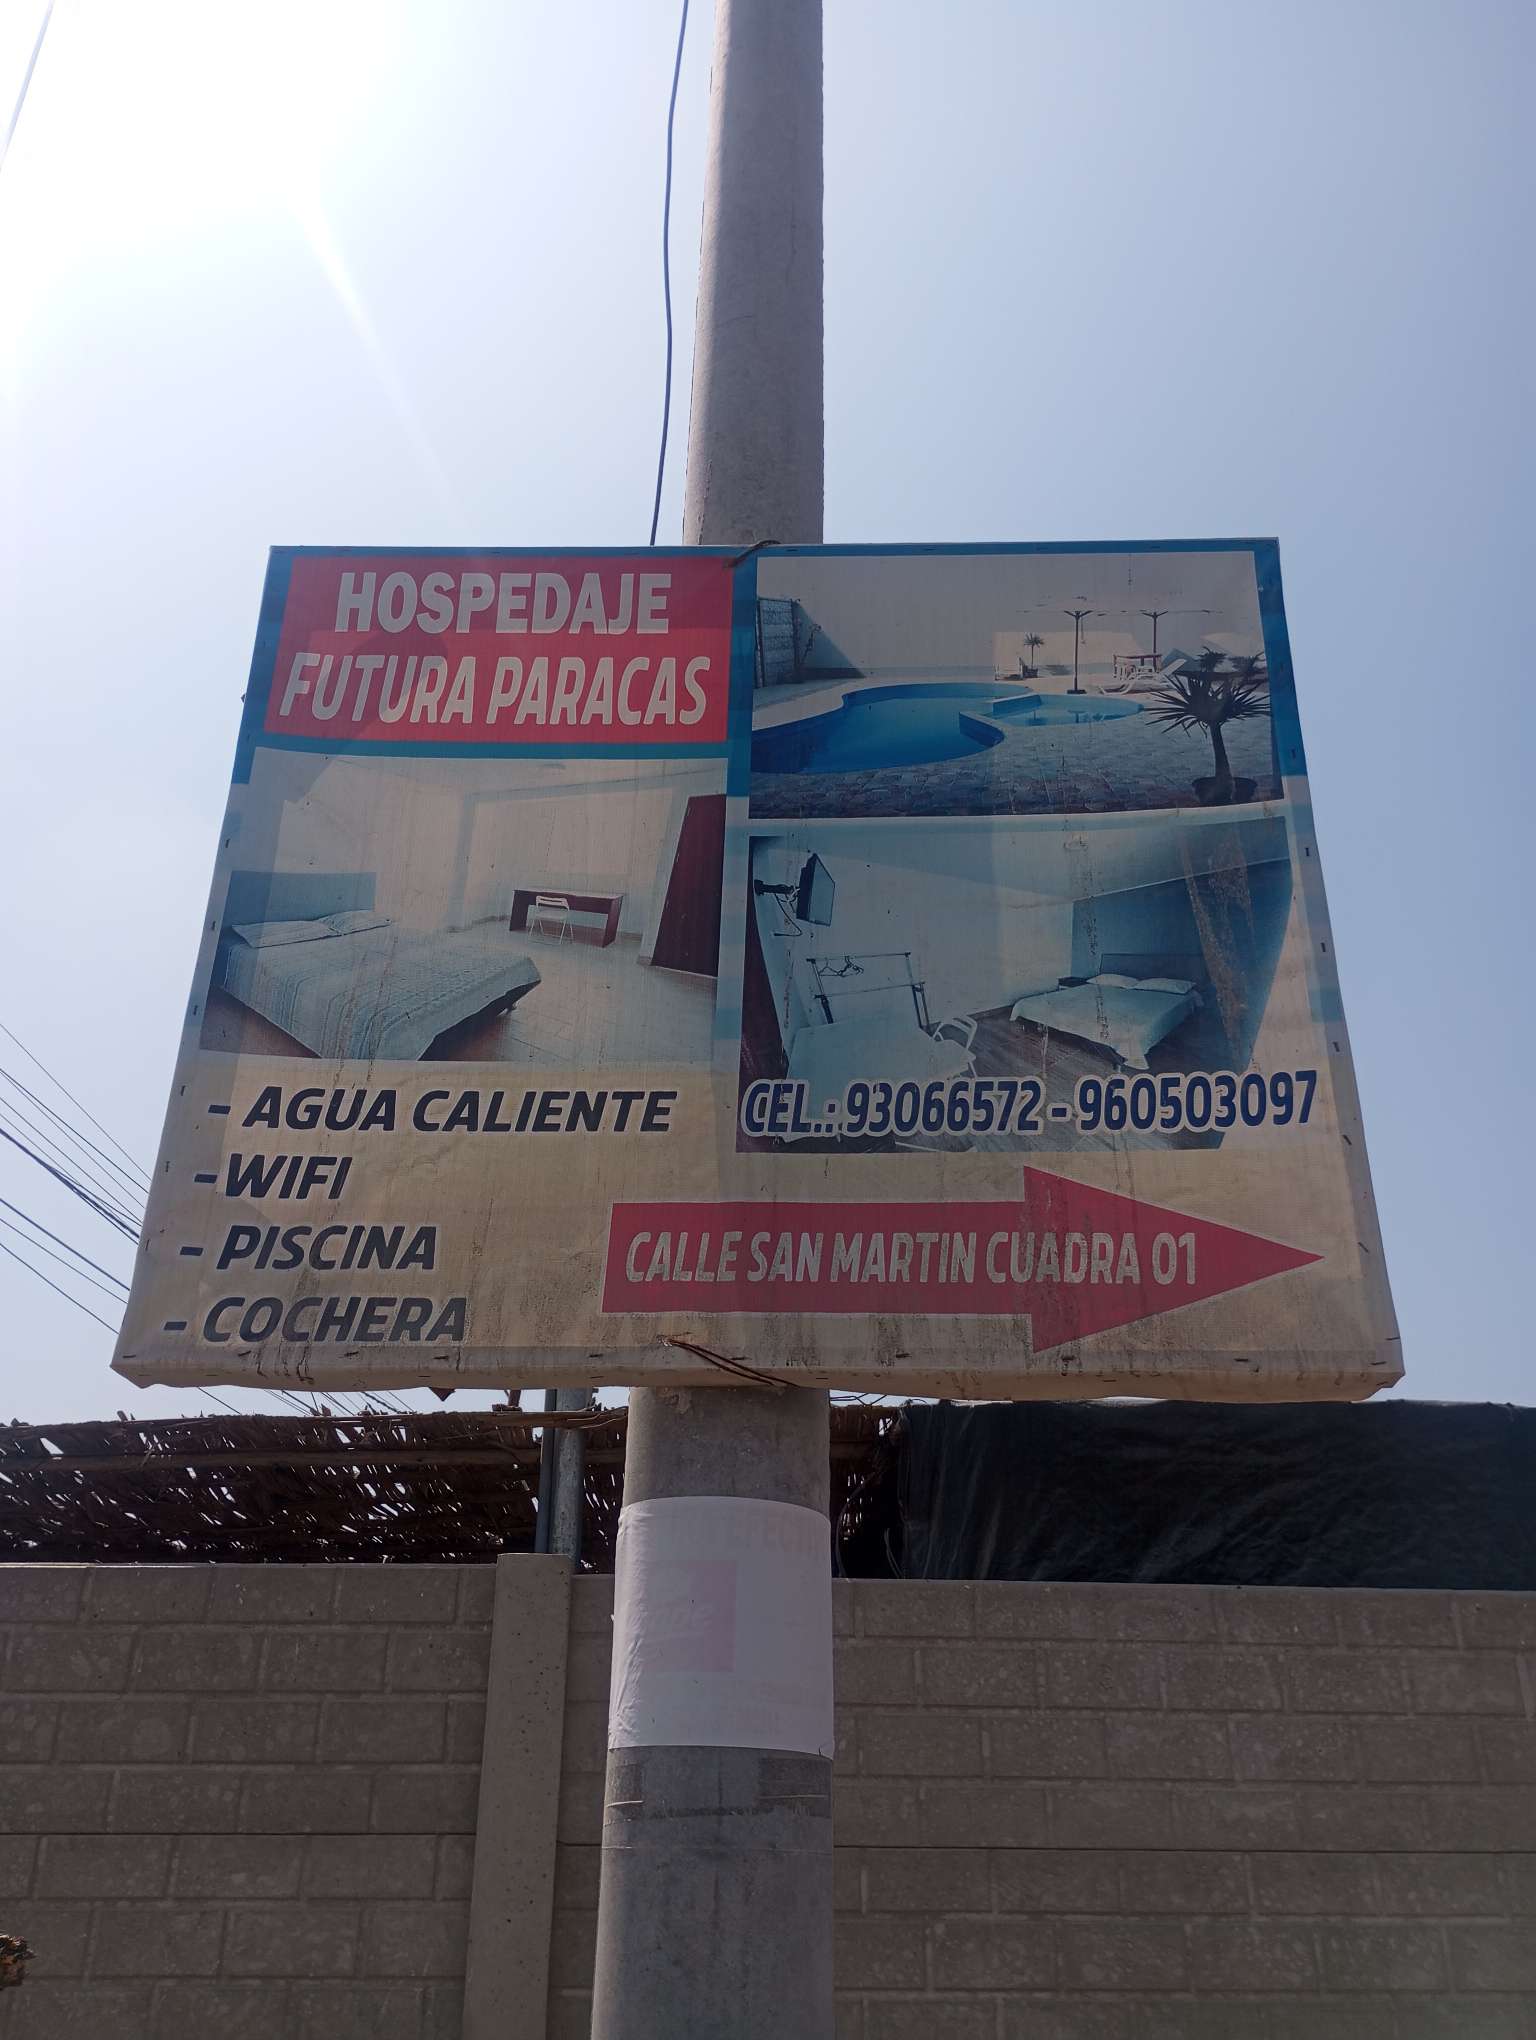 HOSPEDAJE
FUTURA PARACAS
- AGUA CALIENTE
- WIFI
- PISCINA
- COCHERA
CEL.: 93066572 - 960503097
CALLE SAN MARTIN CUADRA 01